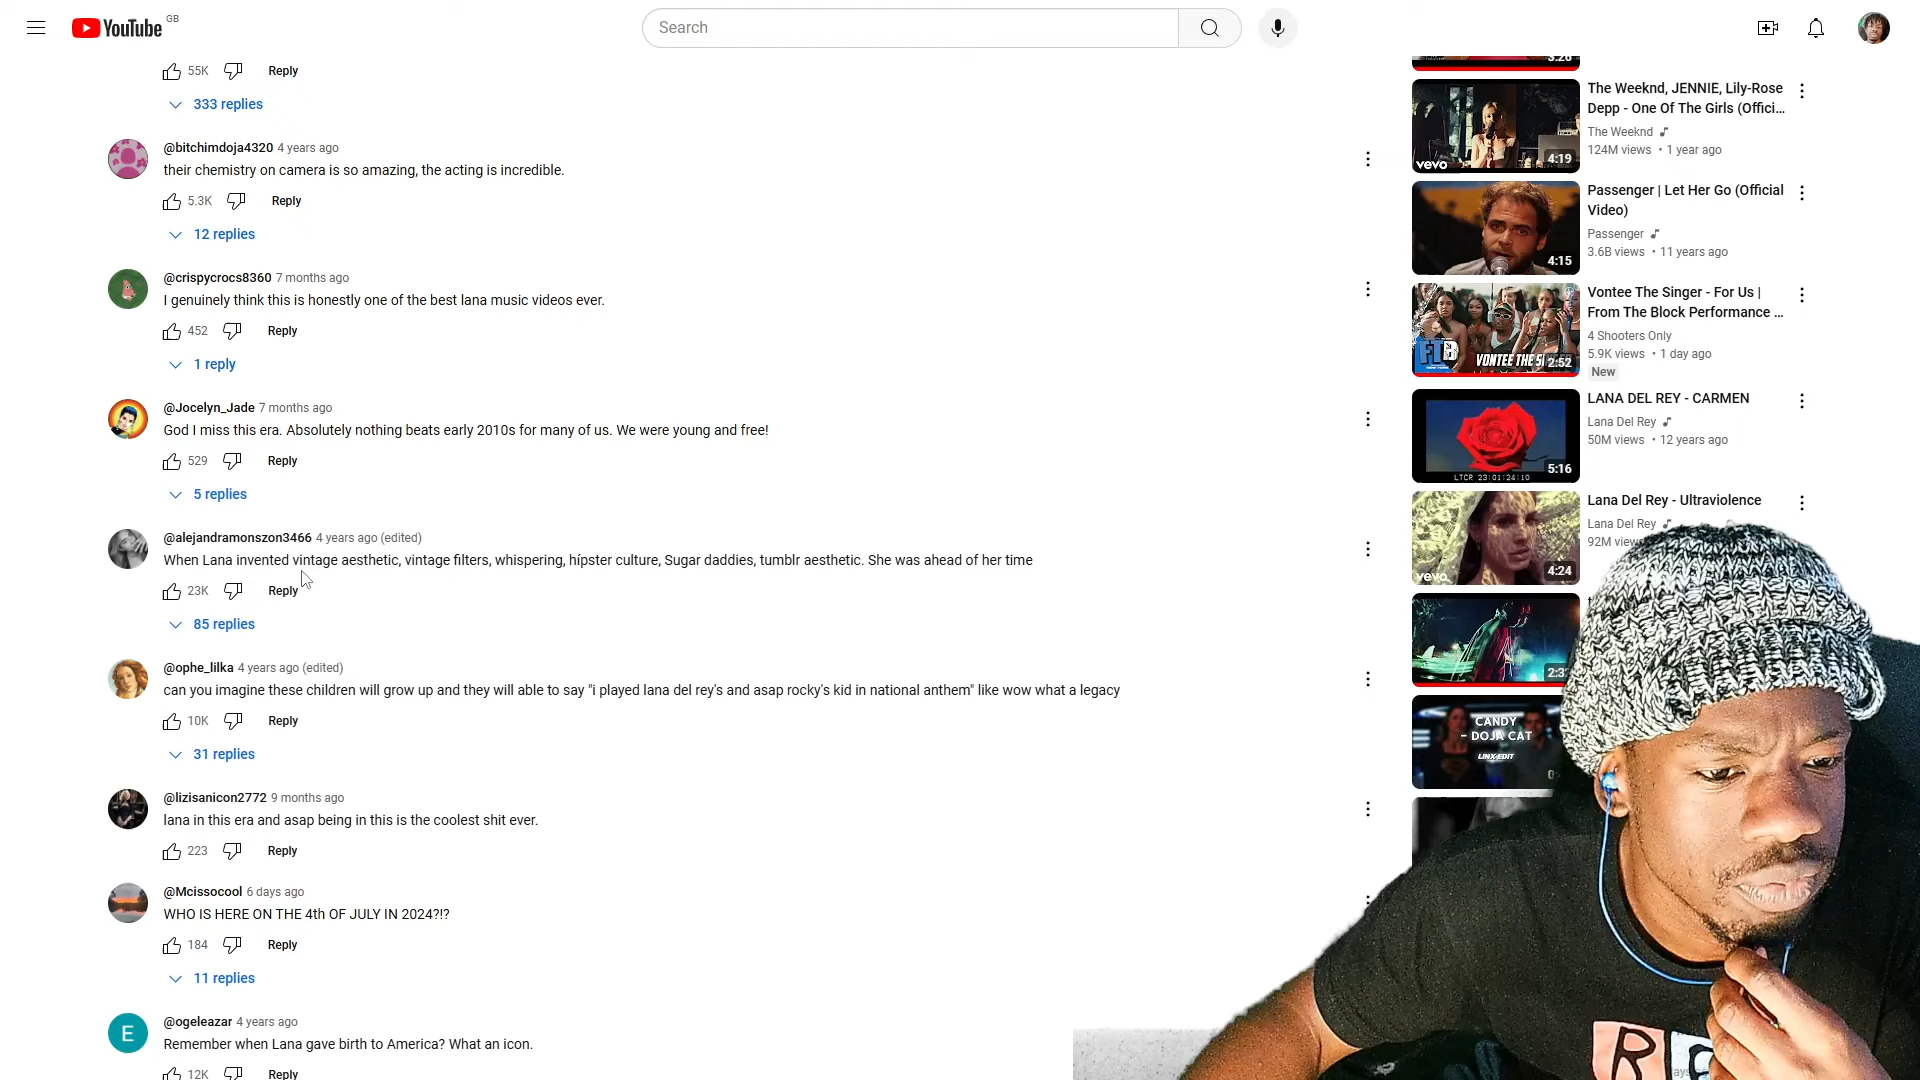 YouTube GB
Search
55K Reply
333 replies
@bitchimdoja4320 4 years ago
their chemistry on camera is so amazing, the acting is incredible.
5.3K Reply
12 replies
@crispycrocs8360 7 months ago
I genuinely think this is honestly one of the best lana music videos ever.
452 Reply
1 reply
@Jocelyn_Jade 7 months ago
God I miss this era. Absolutely nothing beats early 2010s for many of us. We were young and free!
529 Reply
5 replies
@alejandramonszon3466 4 years ago (edited)
When Lana invented vintage aesthetic, vintage filters, whispering, hípster culture, Sugar daddies, tumblr aesthetic. She was ahead of her time
23K Reply
85 replies
@ophe_lilka 4 years ago (edited)
can you imagine these children will grow up and they will able to say "i played lana del rey's and asap rocky's kid in national anthem" like wow what a legacy
10K Reply
31 replies
@lizisanicon2772 9 months ago
lana in this era and asap being in this is the coolest shit ever.
223 Reply
@Mcissocool 6 days ago
WHO IS HERE ON THE 4th OF JULY IN 2024?!?
184 Reply
11 replies
E
@ogeleazar 4 years ago
Remember when Lana gave birth to America? What an icon.
12K Reply
3:26
vevo 4:19
The Weeknd, JENNIE, Lily-Rose
Depp - One Of The Girls (Offici...
The Weeknd
124M views • 1 year ago
4:15
Passenger | Let Her Go (Official
Video)
Passenger
3.6B views • 11 years ago
FTB
VONTEE THE
2:52
Vontee The Singer - For Us |
From The Block Performance ...
4 Shooters Only
5.9K views • 1 day ago
New
LTCR 23:01:24:10
5:16
LANA DEL REY - CARMEN
Lana Del Rey
50M views • 12 years ago
vevo 4:24
Lana Del Rey - Ultraviolence
Lana Del Rey
92M
CANDY
- DOJA CAT
LINX EDIT